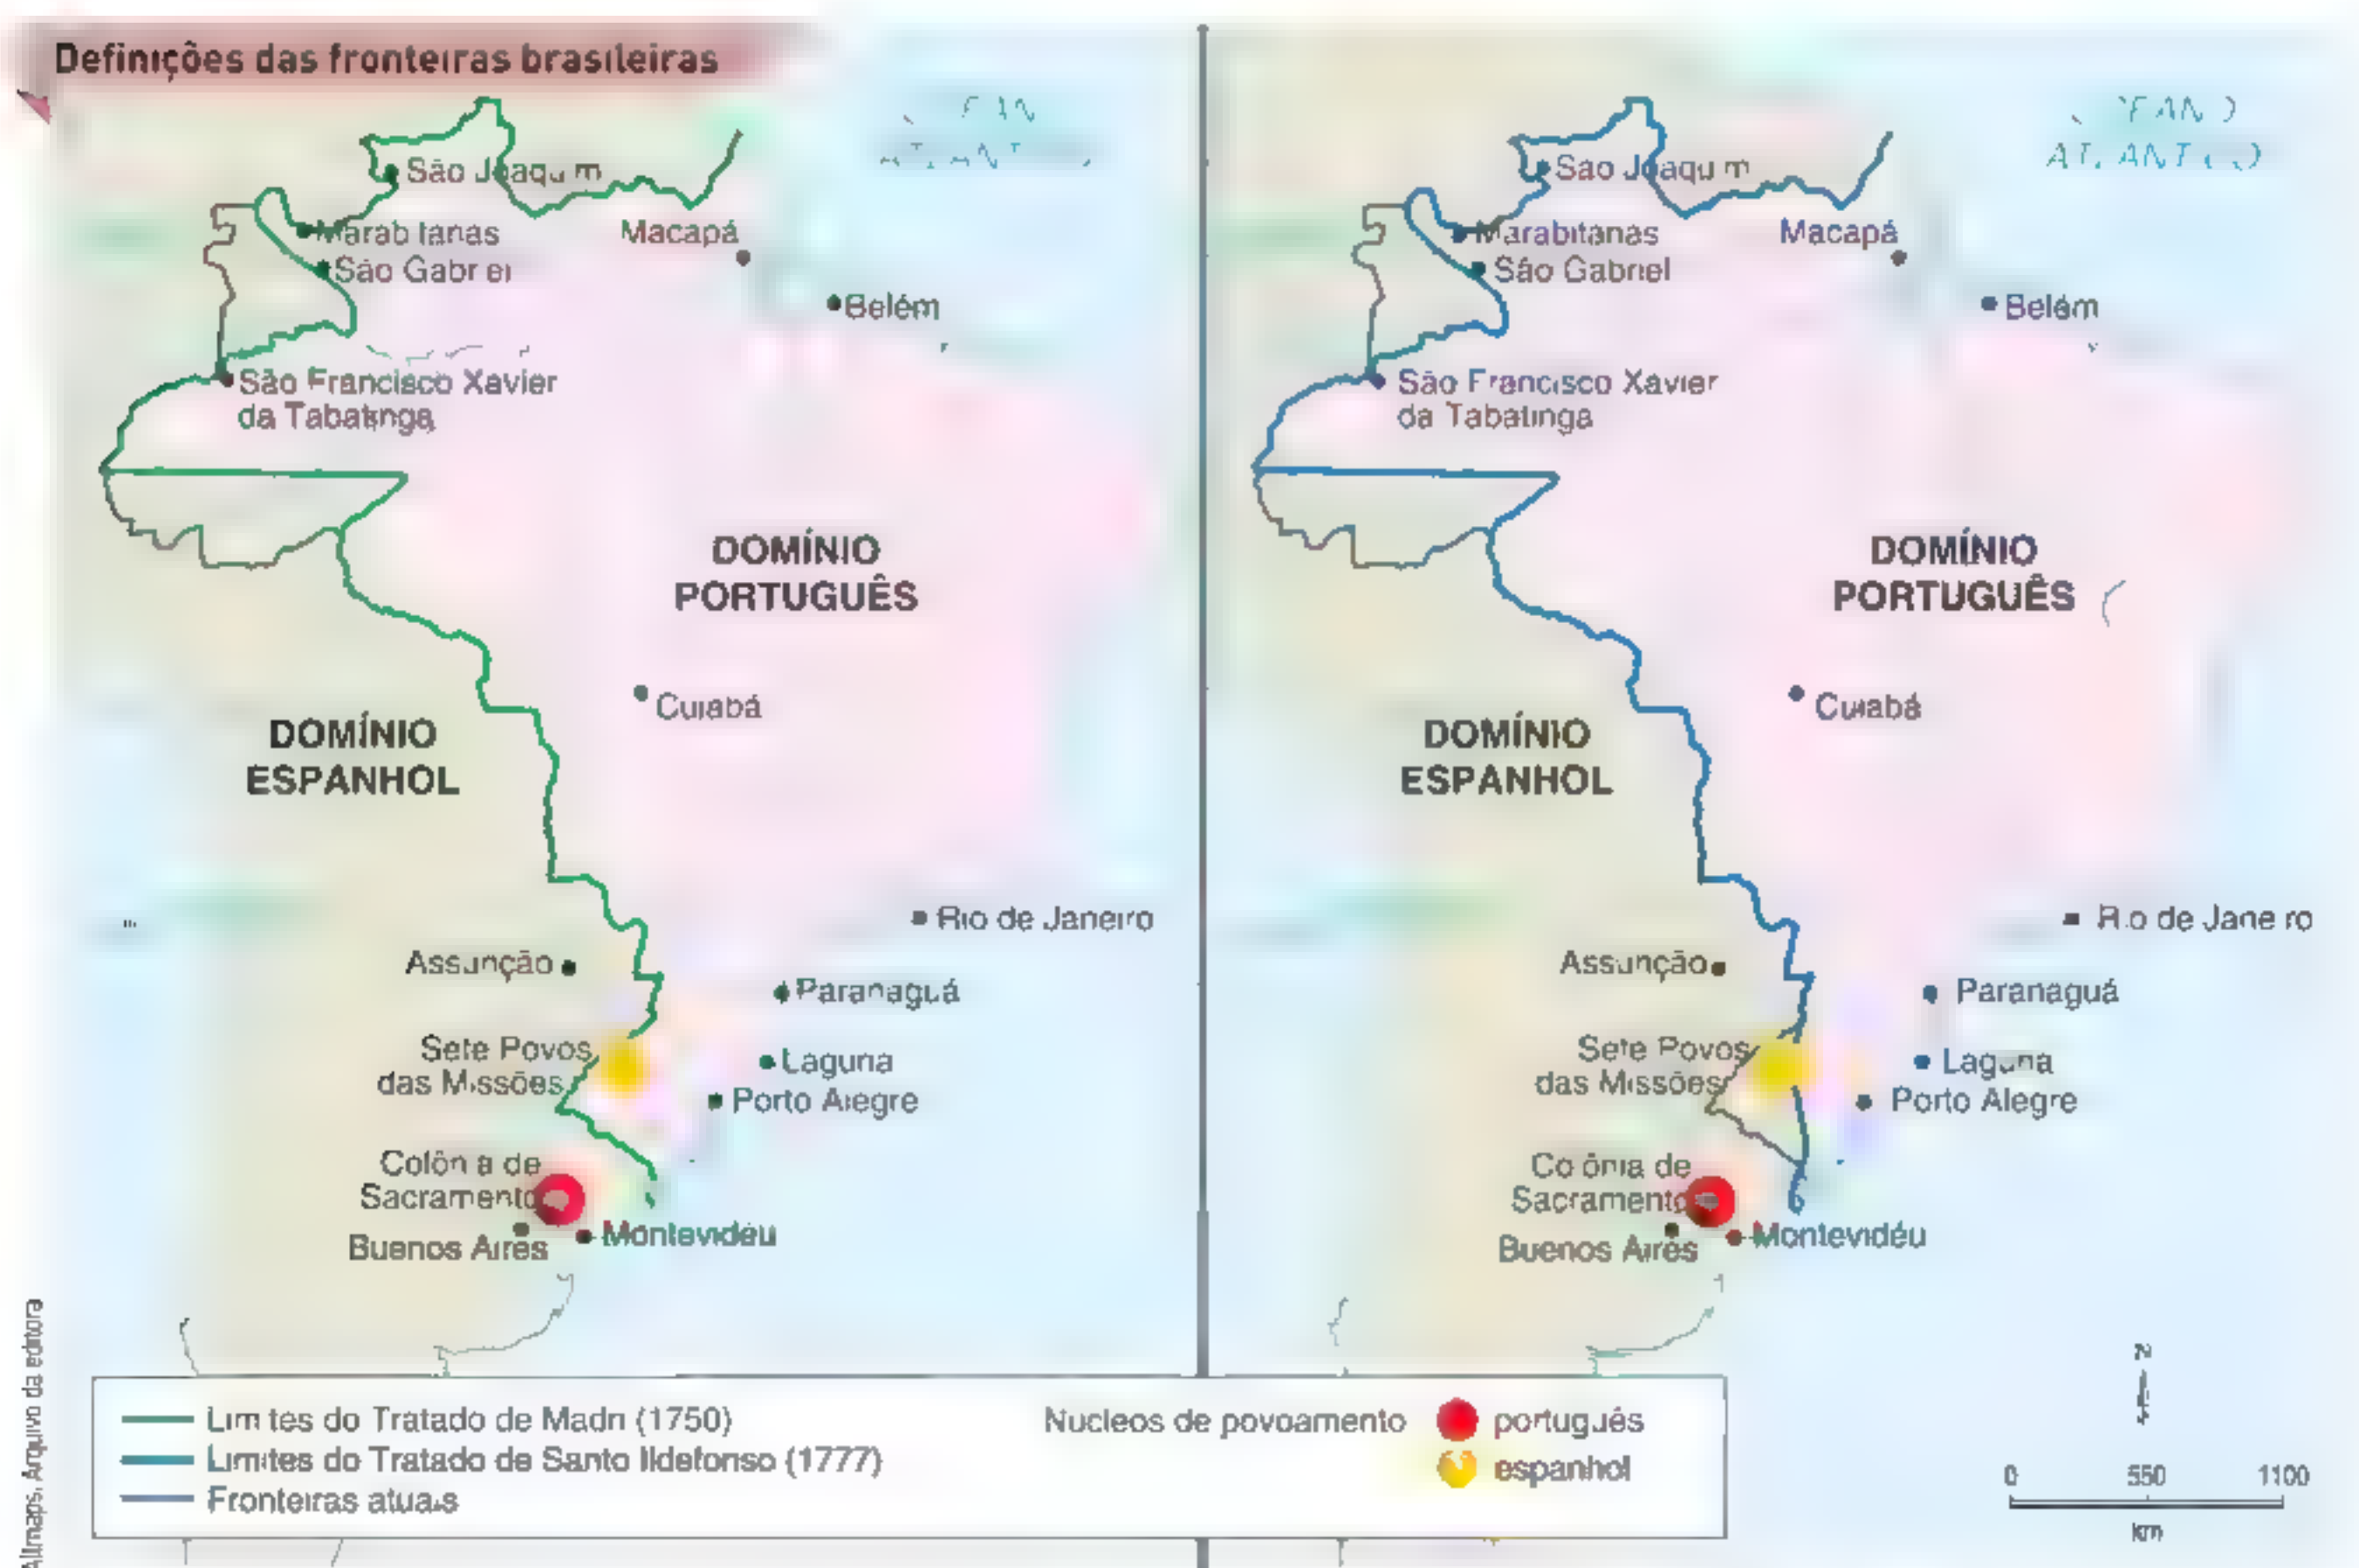 Definições das fronteiras brasileiras
São Joaquim
Marabitanas
São Gabriel
Macapá
Belém
São Francisco Xavier
da Tabatinga
DOMÍNIO
PORTUGUÊS
Cuiabá
DOMÍNIO
ESPANHOL
Rio de Janeiro
Assunção
Paranaguá
Sete Povos
das Missões
Laguna
Porto Alegre
Colônia de
Sacramento
Buenos Aires
Montevidéu
ATLÂNTICO
São Joaquim
Marabitanas
São Gabriel
Macapá
Belém
São Francisco Xavier
da Tabatinga
DOMÍNIO
PORTUGUÊS
Cuiabá
DOMÍNIO
ESPANHOL
Rio de Janeiro
Assunção
Paranaguá
Sete Povos
das Missões
Laguna
Porto Alegre
Colônia de
Sacramento
Buenos Aires
Montevidéu
Limites do Tratado de Madri (1750)
Limites do Tratado de Santo Ildefonso (1777)
Fronteiras atuais
Núcleos de povoamento
português
espanhol
N
0 550 1100
km
Allmaps, Arquivo da editora